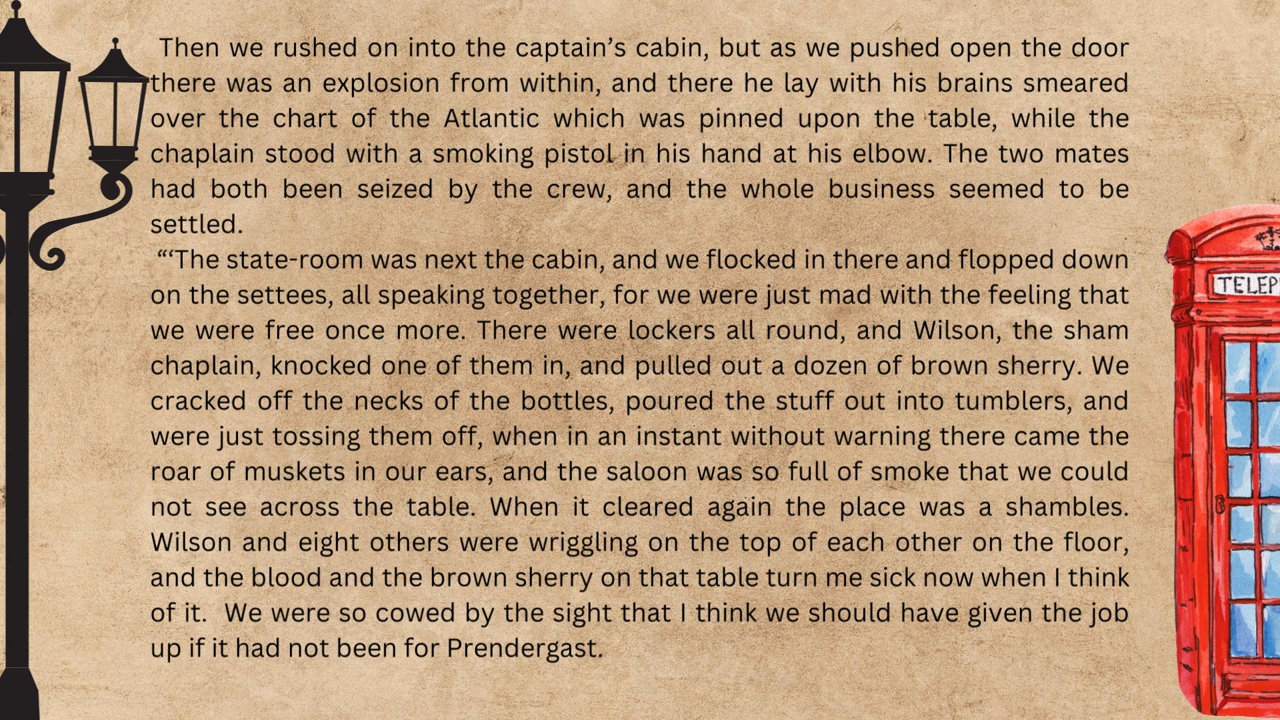 Then we rushed on into the captain’s cabin, but as we pushed open the door
there was an explosion from within, and there he lay with his brains smeared
over the chart of the Atlantic which was pinned upon the table, while the
chaplain stood with a smoking pistol in his hand at his elbow. The two mates
had both been seized by the crew, and the whole business seemed to be
settled.
“‘The state-room was next the cabin, and we flocked in there and flopped down
on the settees, all speaking together, for we were just mad with the feeling that
we were free once more. There were lockers all round, and Wilson, the sham
chaplain, knocked one of them in, and pulled out a dozen of brown sherry. We
cracked off the necks of the bottles, poured the stuff out into tumblers, and
were just tossing them off, when in an instant without warning there came the
roar of muskets in our ears, and the saloon was so full of smoke that we could
not see across the table. When it cleared again the place was a shambles.
Wilson and eight others were wriggling on the top of each other on the floor,
and the blood and the brown sherry on that table turn me sick now when I think
of it.  We were so cowed by the sight that I think we should have given the job
up if it had not been for Prendergast.
TELEP